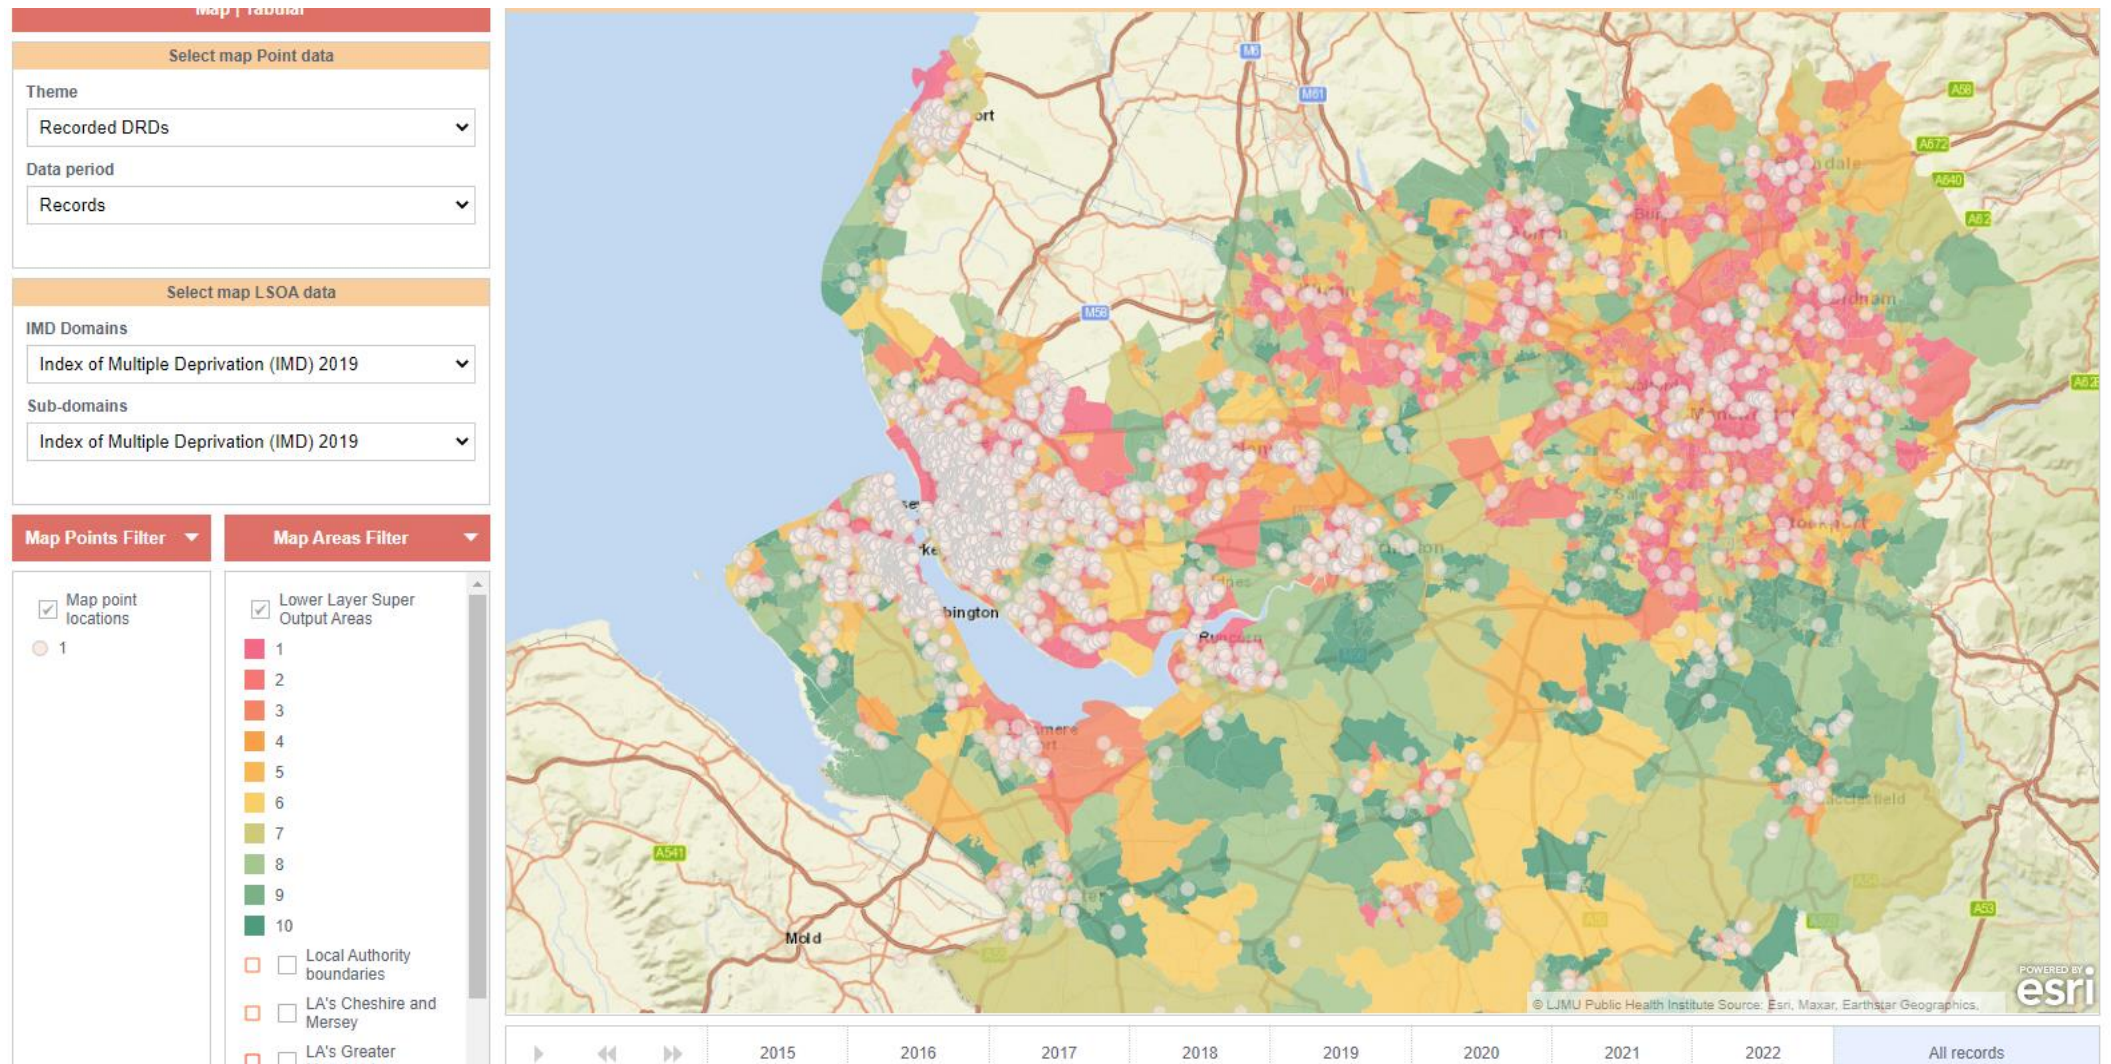 Map | Tabular
Select map Point data
Theme
Recorded DRDs
Data period
Records
Select map LSOA data
IMD Domains
Index of Multiple Deprivation (IMD) 2019
Sub-domains
Index of Multiple Deprivation (IMD) 2019
Map Points Filter
Map Areas Filter
Map point
locations
1
Lower Layer Super
Output Areas
1
2
3
4
5
6
7
8
9
10
Local Authority
boundaries
LA's Cheshire and
Mersey
LA's Greater
M6
M61
A58
ort
A672
A640
M58
bington
Runcorn
A541
Mold
A53
POWERED BY
esri
© LJMU Public Health Institute Source: Esri, Maxar, Earthstar Geographics,
2015
2016
2017
2018
2019
2020
2021
2022
All records